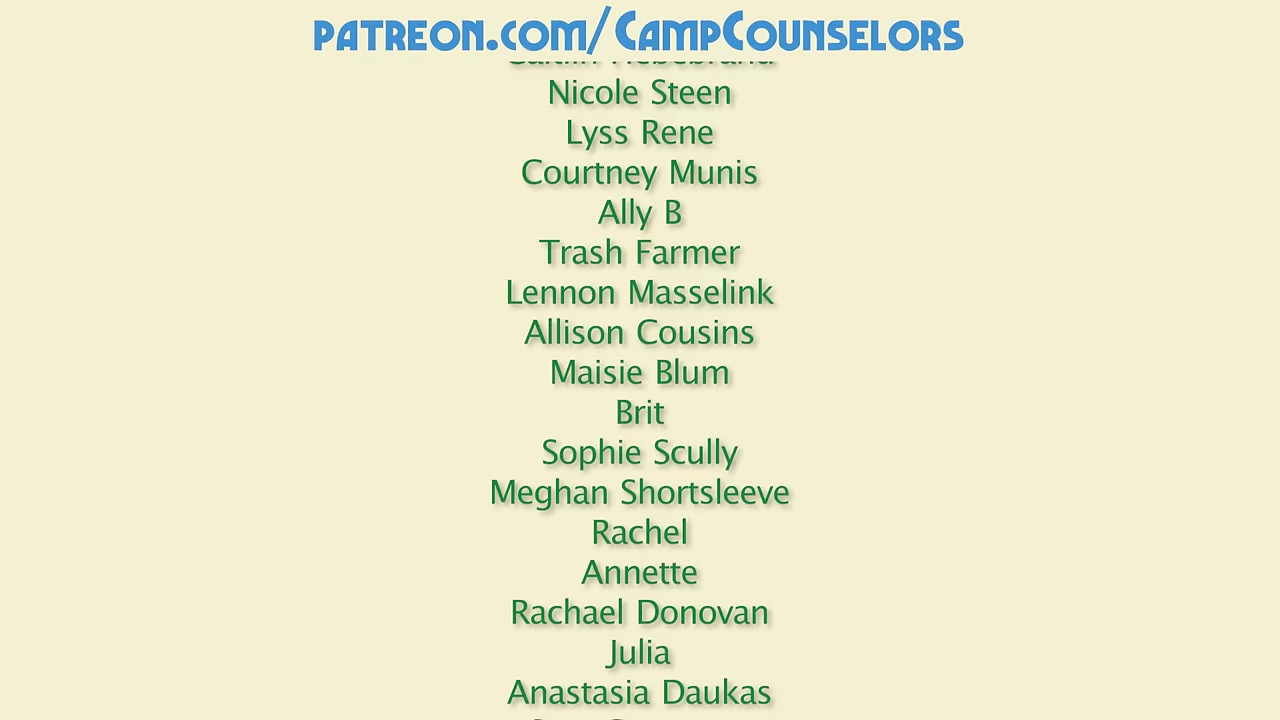 patreon.com/CampCounselors
Nicole Steen
Lyss Rene
Courtney Munis
Ally B
Trash Farmer
Lennon Masselink
Allison Cousins
Maisie Blum
Brit
Sophie Scully
Meghan Shortsleeve
Rachel
Annette
Rachael Donovan
Julia
Anastasia Daukas